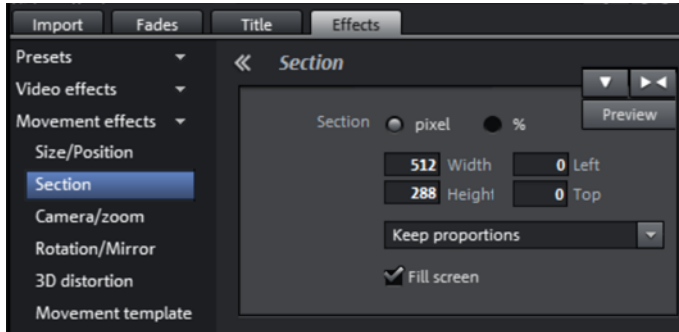 Import Fades Title Effects
Presets
Video effects
Movement effects
Size/Position
Section
Camera/zoom
Rotation/Mirror
3D distortion
Movement template
Section
Preview
Section pixel %
512 Width 0 Left
288 Height 0 Top
Keep proportions
Fill screen